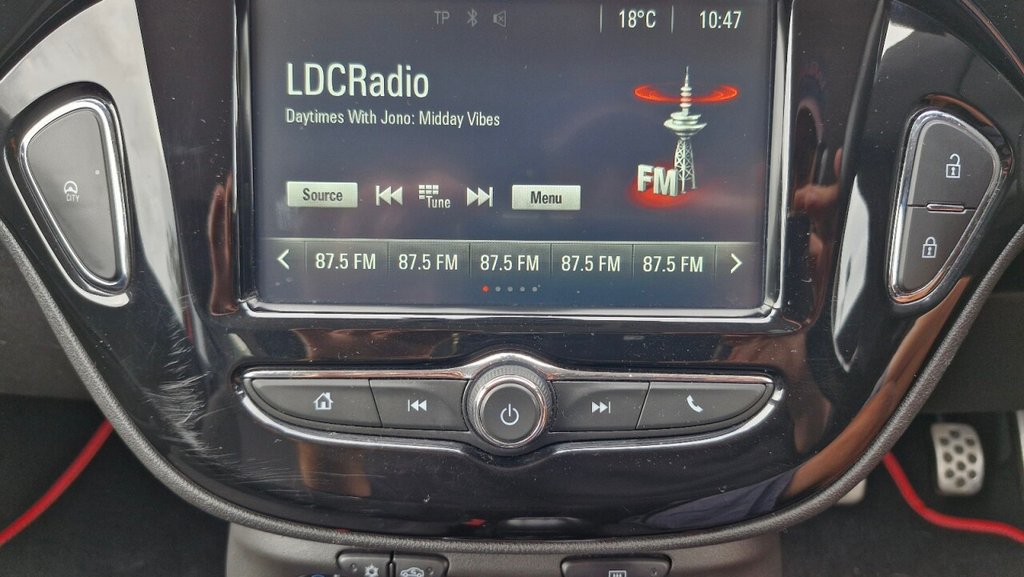 TP 18°C 10:47
LDCRadio
Daytimes With Jono: Midday Vibes
FM
Source Tune Menu
87.5 FM 87.5 FM 87.5 FM 87.5 FM 87.5 FM
CITY